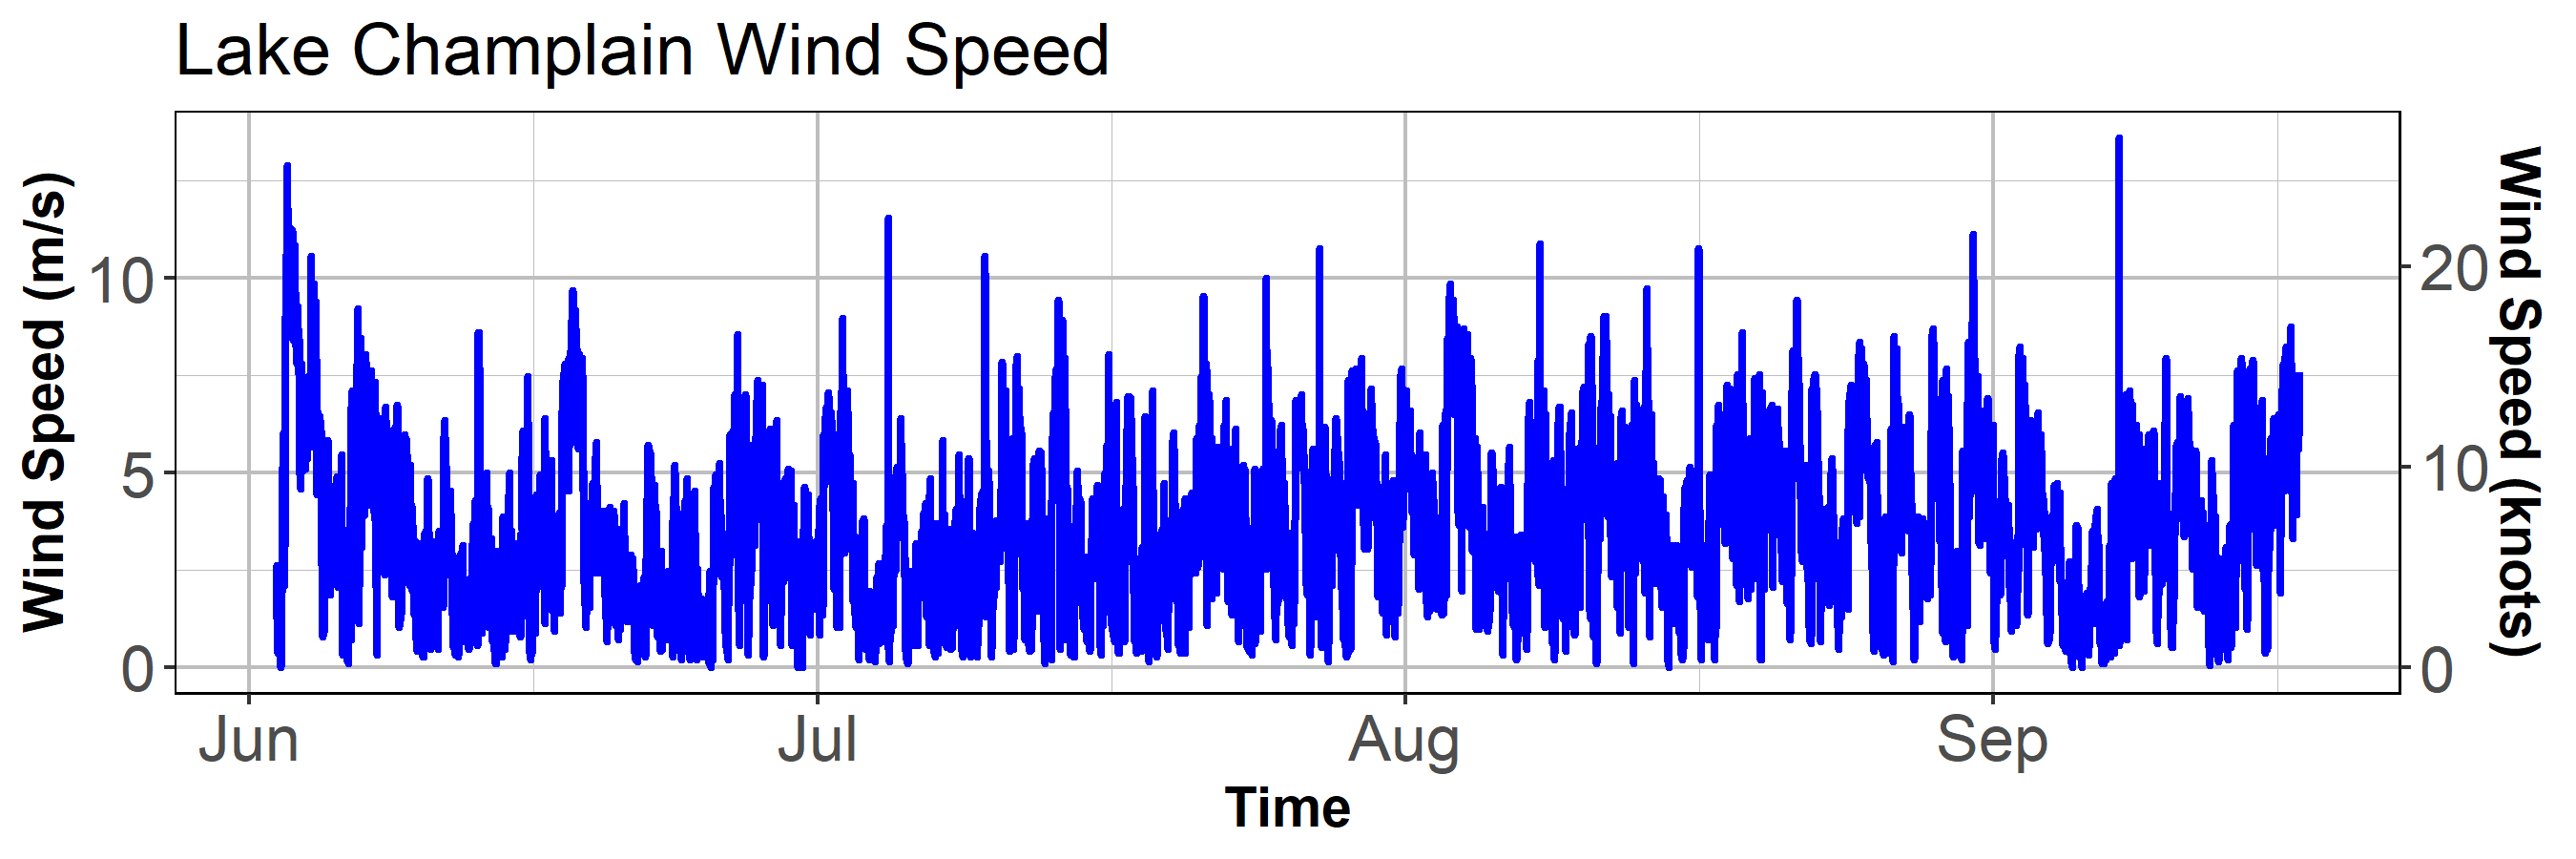 Lake Champlain Wind Speed
Wind Speed (m/s)
10
5
0
20
10
0
Wind Speed (knots)
Jun Jul Aug Sep
Time